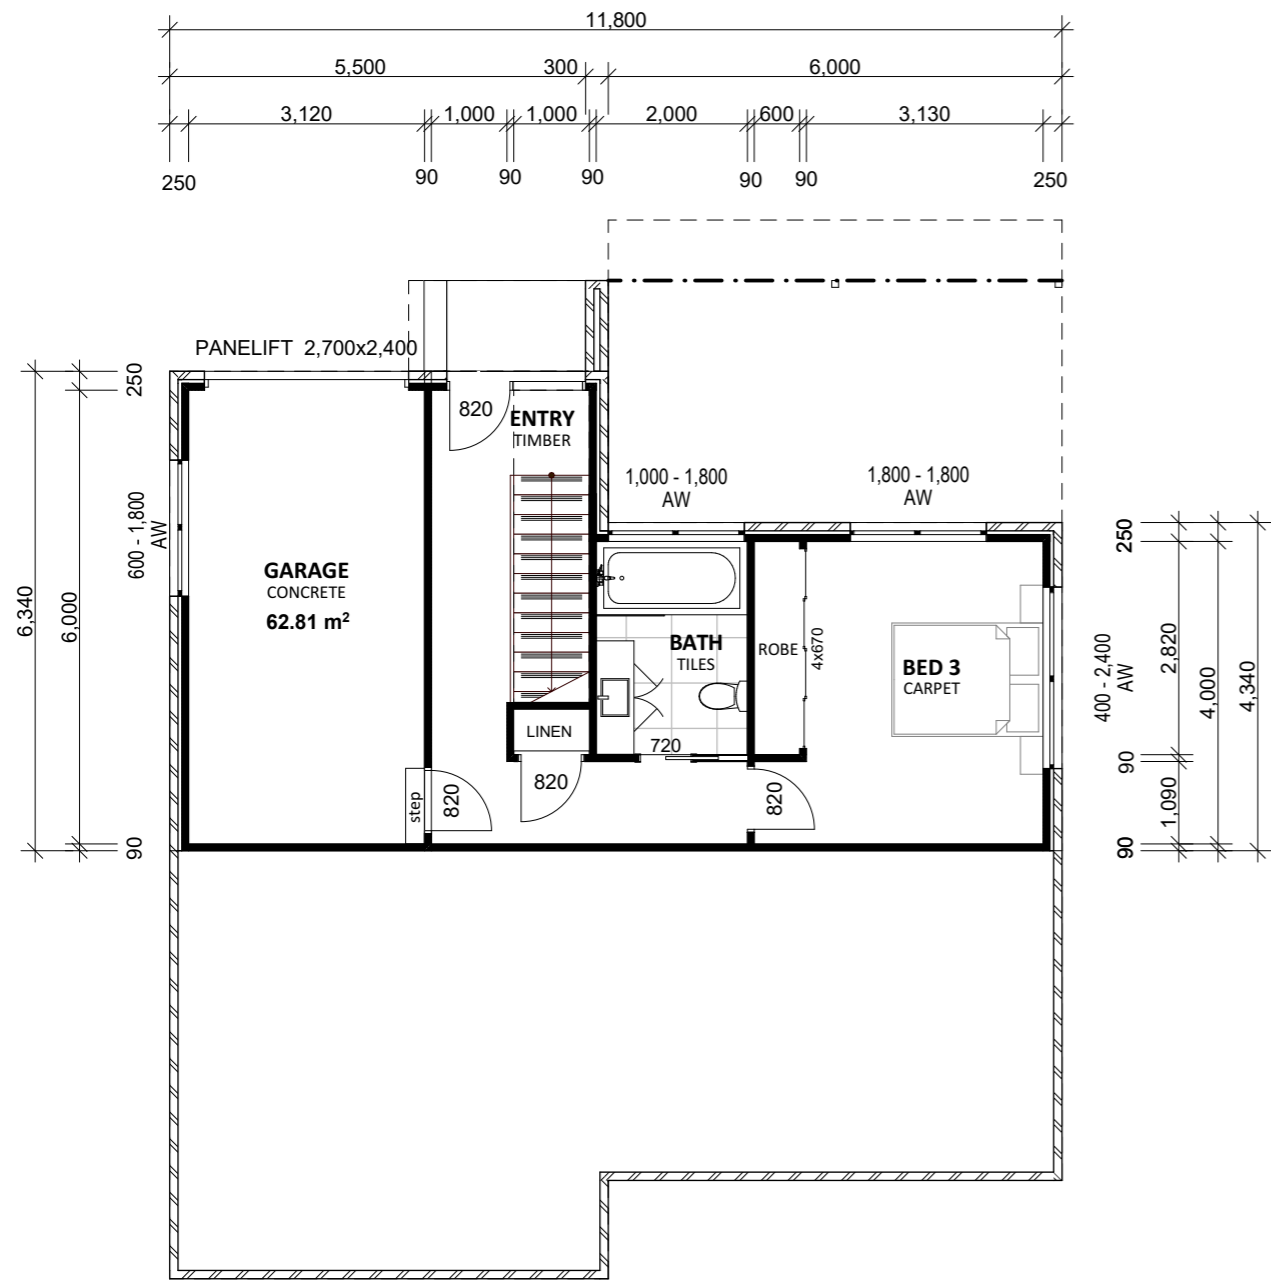 11,800
5,500 300 6,000
3,120 1,000 1,000 2,000 600 3,130
250 90 90 90 90 90 250
PANELIFT 2,700x2,400
250
820
ENTRY
TIMBER
1,000 - 1,800
AW
1,800 - 1,800
AW
600 - 1,800
AW
6,340
6,000
90
GARAGE
CONCRETE
62.81 m²
BATH
TILES
ROBE
4x670
BED 3
CARPET
LINEN
720
step
820
820
820
400 - 2,400
AW
250
2,820
90
1,090
90
4,000
4,340